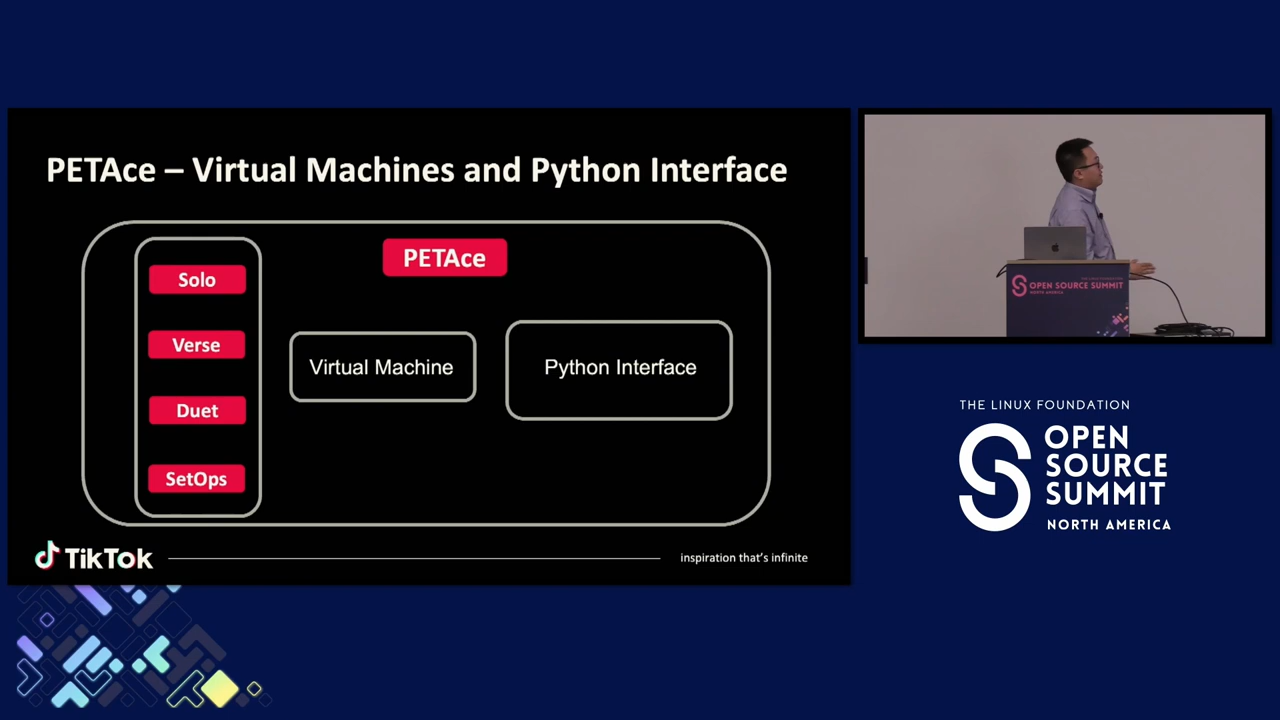 PETAce – Virtual Machines and Python Interface
PETAce
Solo
Verse
Duet
SetOps
Virtual Machine
Python Interface
TikTok
inspiration that's infinite
OPEN SOURCE SUMMIT
NORTH AMERICA
THE LINUX FOUNDATION
OPEN
SOURCE
SUMMIT
NORTH AMERICA